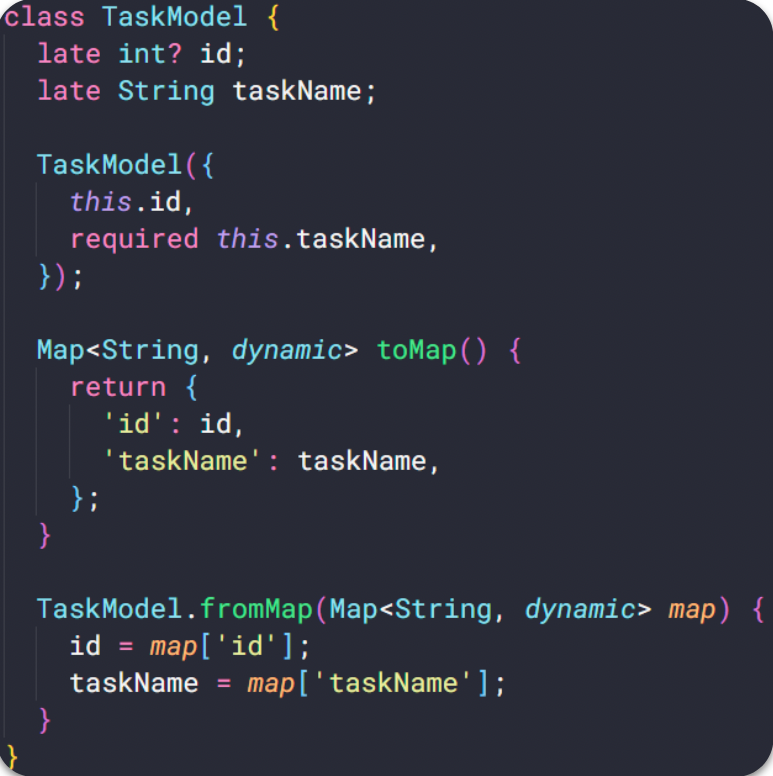 class TaskModel {
  late int? id;
  late String taskName;

  TaskModel({
    this.id,
    required this.taskName,
  });

  Map<String, dynamic> toMap() {
    return {
      'id': id,
      'taskName': taskName,
    };
  }

  TaskModel.fromMap(Map<String, dynamic> map) {
    id = map['id'];
    taskName = map['taskName'];
  }
}